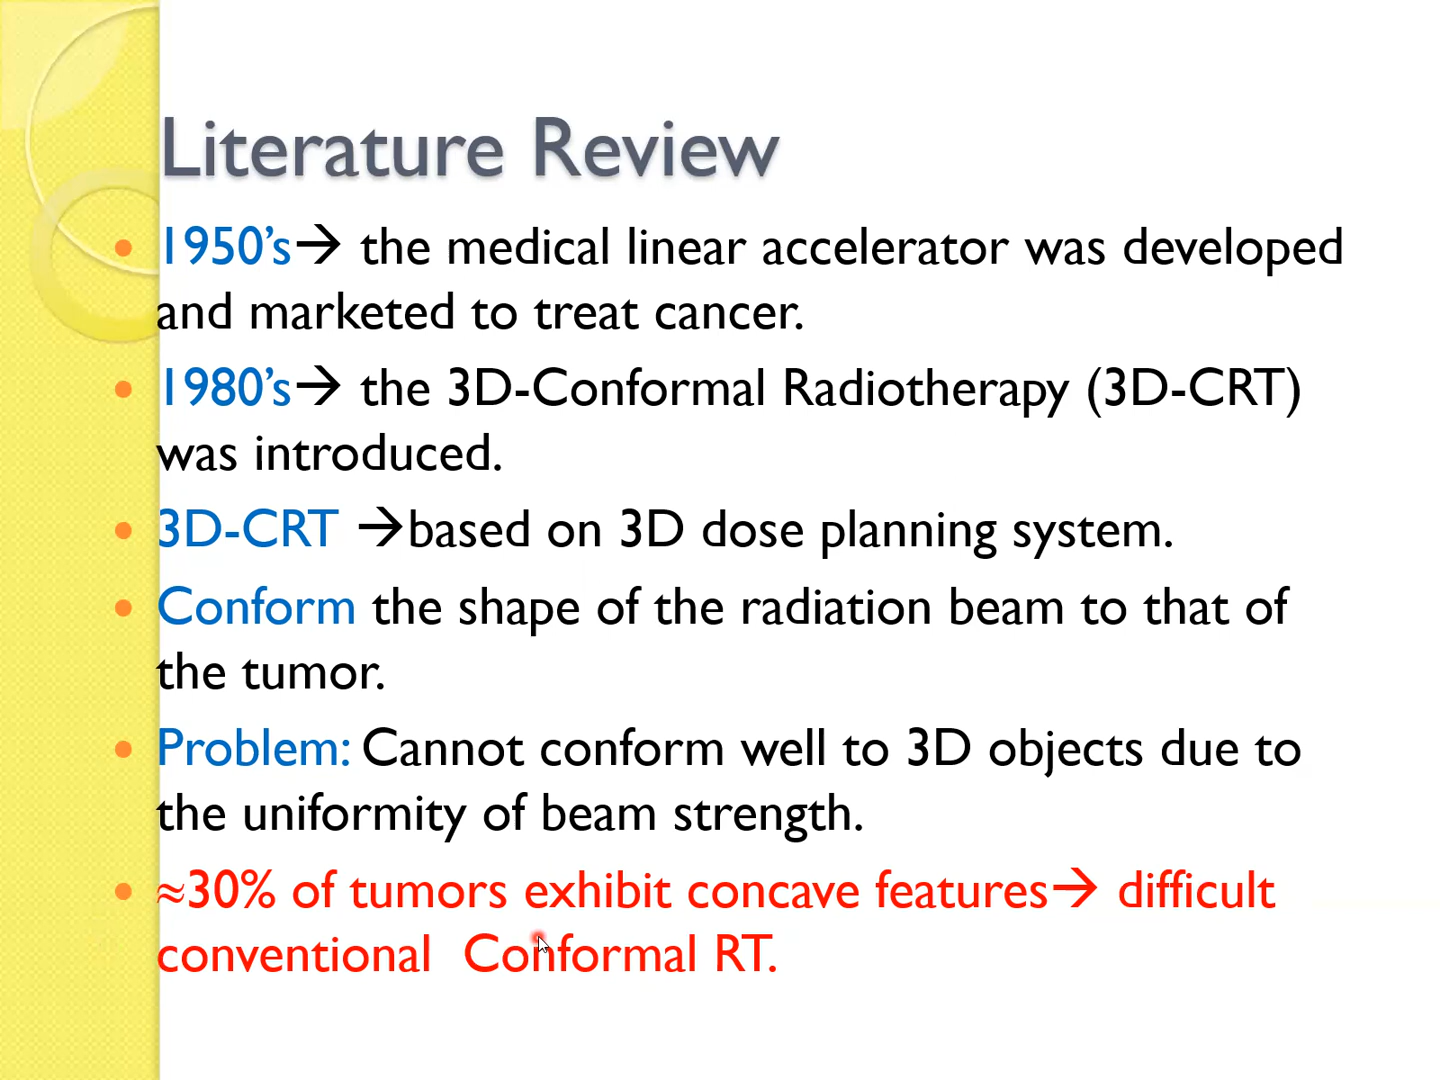 Literature Review
1950’s→ the medical linear accelerator was developed
and marketed to treat cancer.
1980’s→ the 3D-Conformal Radiotherapy (3D-CRT)
was introduced.
3D-CRT →based on 3D dose planning system.
Conform the shape of the radiation beam to that of
the tumor.
Problem: Cannot conform well to 3D objects due to
the uniformity of beam strength.
≈30% of tumors exhibit concave features→ difficult
conventional Conformal RT.